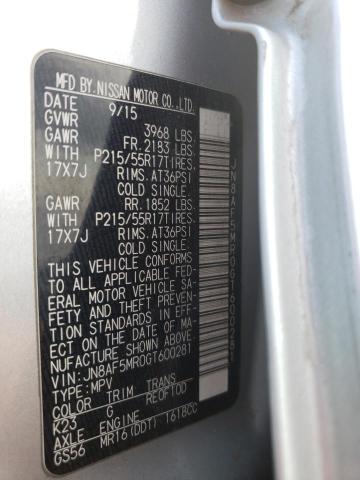 MFD BY.NISSAN MOTOR CO.,LTD.
DATE 9/15
GVWR 3968 LBS.
GAWR FR.2183 LBS.
WITH P215/55R17TIRES.
17X7J RIMS.AT36PSI
COLD SINGLE.
GAWR RR.1852 LBS.
WITH P215/55R17TIRES.
17X7J RIMS.AT36PSI
COLD SINGLE.
THIS VEHICLE CONFORMS
TO ALL APPLICABLE FED-
ERAL MOTOR VEHICLE SA-
FETY AND THEFT PREVEN-
TION STANDARDS IN EFF-
ECT ON THE DATE OF MA-
NUFACTURE SHOWN ABOVE.
VIN:JN8AF5MR0GT600281
TYPE:MPV
COLOR TRIM TRANS
K23 G RE0F10D
AXLE ENGINE
GS56 MR16(DDT) 1618CC
JN8AF5MR0GT600281